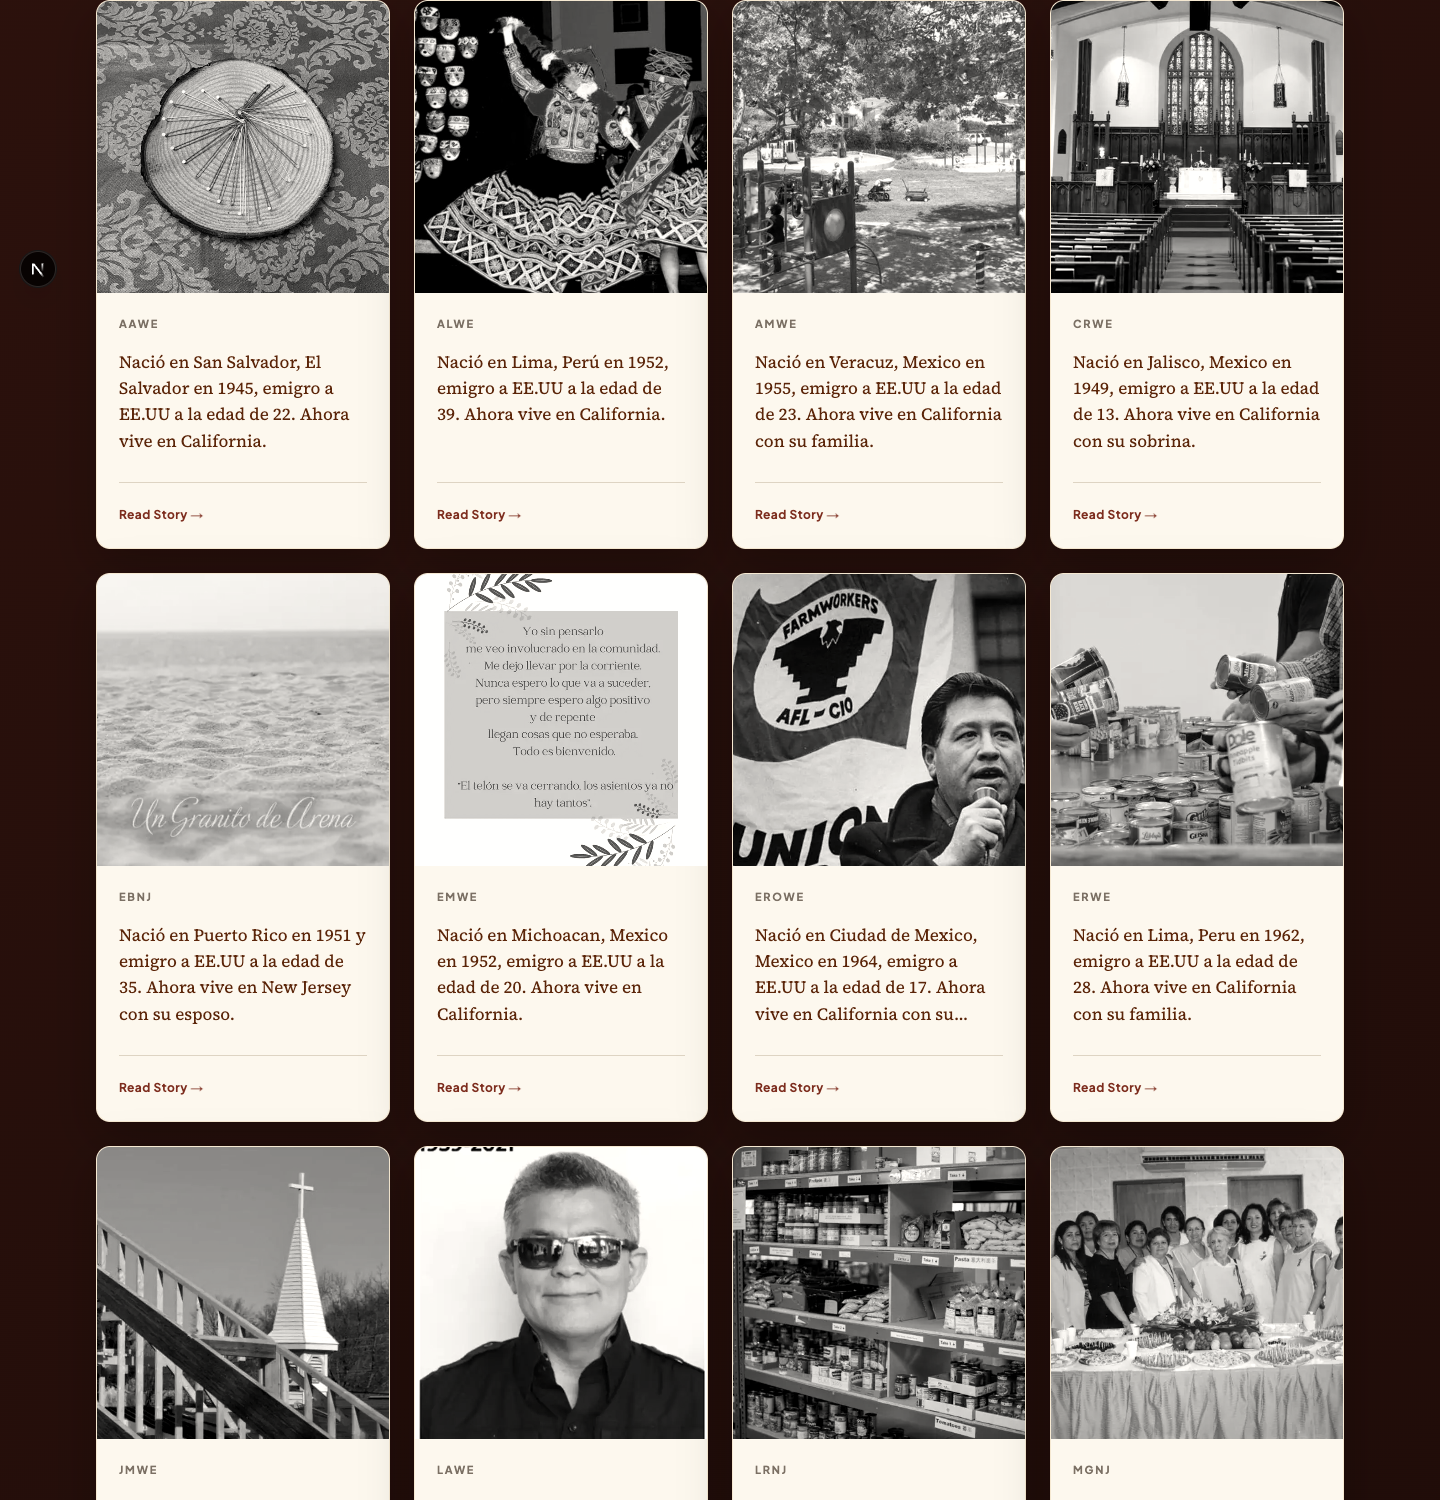 N
AAWE
Nació en San Salvador, El
Salvador en 1945, emigro a
EE.UU a la edad de 22. Ahora
vive en California.
Read Story →
ALWE
Nació en Lima, Perú en 1952,
emigro a EE.UU a la edad de
39. Ahora vive en California.
Read Story →
AMWE
Nació en Veracuz, Mexico en
1955, emigro a EE.UU a la edad
de 23. Ahora vive en California
con su familia.
Read Story →
CRWE
Nació en Jalisco, Mexico en
1949, emigro a EE.UU a la edad
de 13. Ahora vive en California
con su sobrina.
Read Story →
Un Granito de Arena
EBNJ
Nació en Puerto Rico en 1951 y
emigro a EE.UU a la edad de
35. Ahora vive en New Jersey
con su esposo.
Read Story →
Yo sin pensarlo
me veo involucrado en la comunidad.
Me dejo llevar por la corriente.
Nunca espero lo que va a suceder,
pero siempre espero algo positivo
y de repente
llegan cosas que no esperaba.
Todo es bienvenido.
"El telón se va cerrando, los asientos ya no
hay tantos".
EMWE
Nació en Michoacan, Mexico
en 1952, emigro a EE.UU a la
edad de 20. Ahora vive en
California.
Read Story →
FARMWORKERS
AFL-CIO
UNION
EROWE
Nació en Ciudad de Mexico,
Mexico en 1964, emigro a
EE.UU a la edad de 17. Ahora
vive en California con su...
Read Story →
Dole
ERWE
Nació en Lima, Peru en 1962,
emigro a EE.UU a la edad de
28. Ahora vive en California
con su familia.
Read Story →
JMWE
LAWE
Pasta
Tomatoes
LRNJ
MGNJ